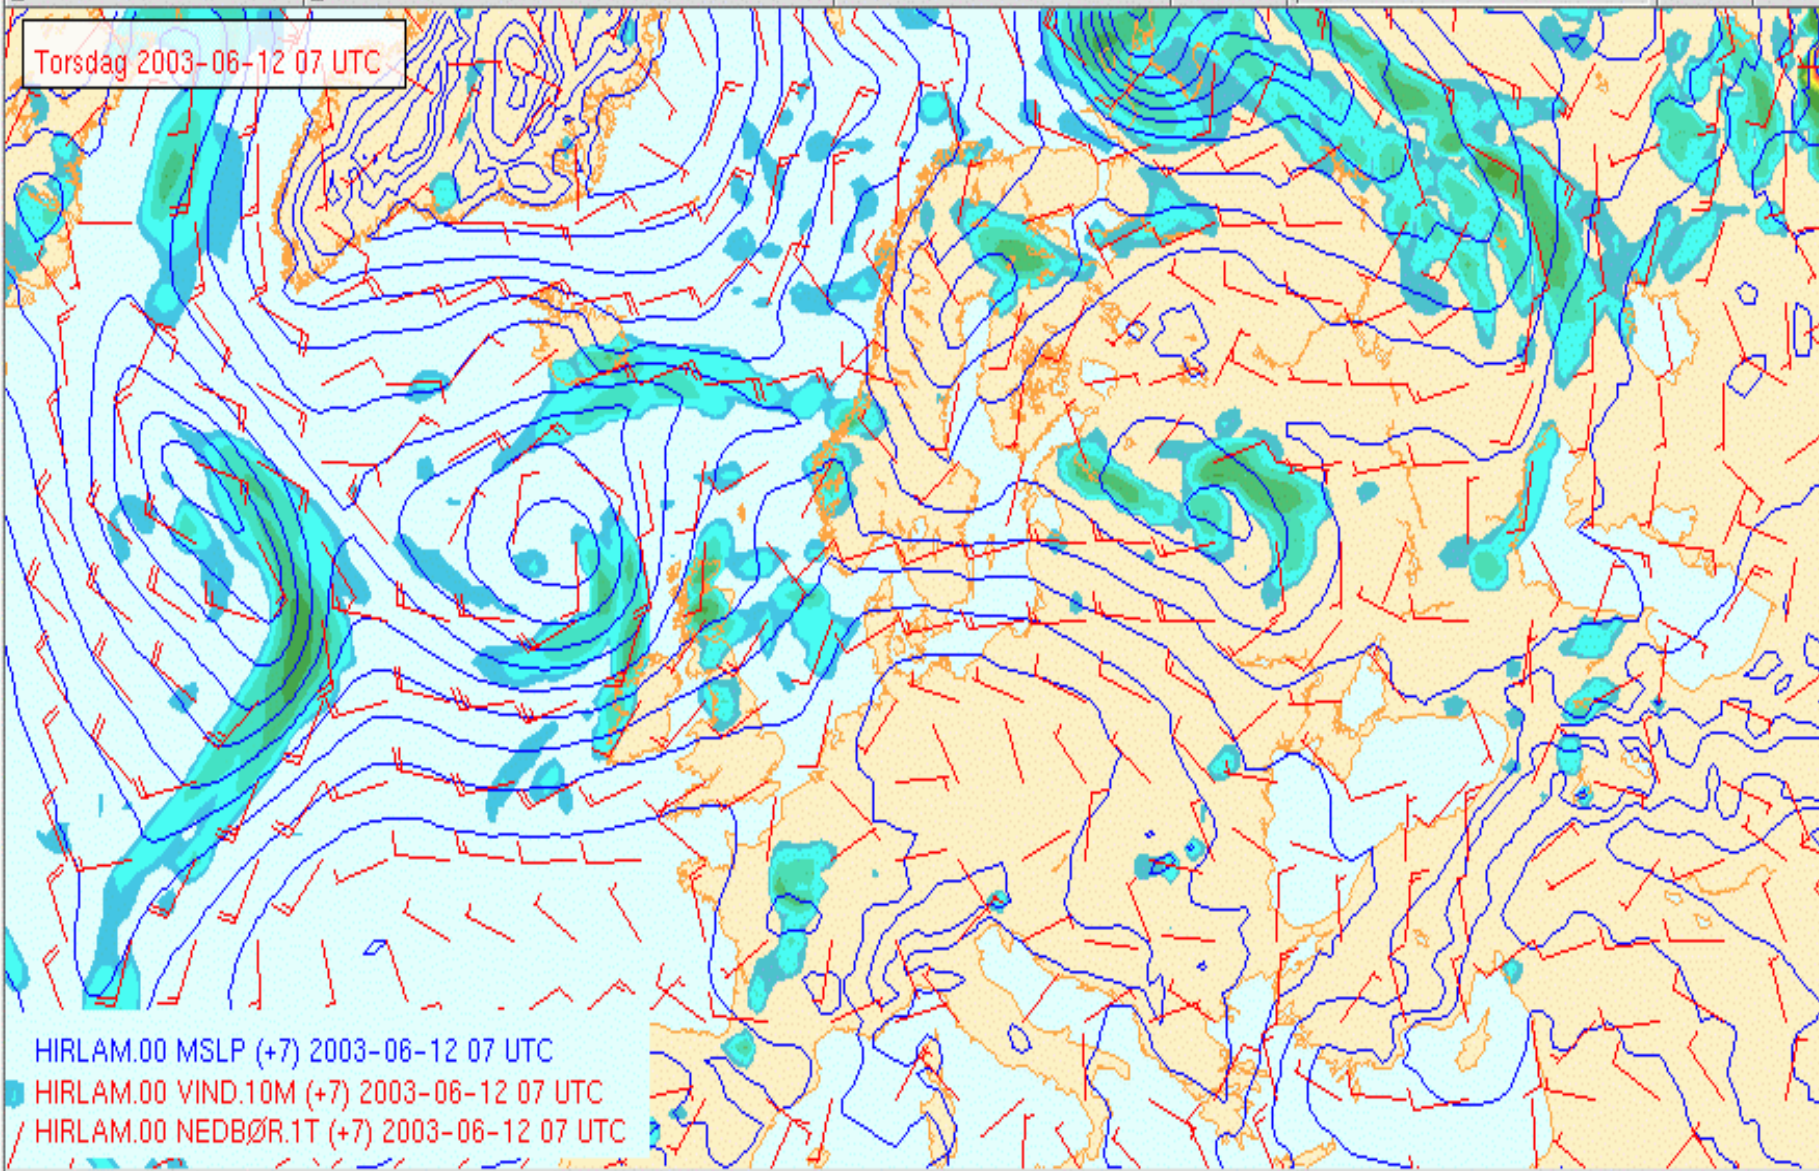 Torsdag 2003-06-12 07 UTC
HIRLAM.00 MSLP (+7) 2003-06-12 07 UTC
HIRLAM.00 VIND.10M (+7) 2003-06-12 07 UTC
HIRLAM.00 NEDBØR.1T (+7) 2003-06-12 07 UTC